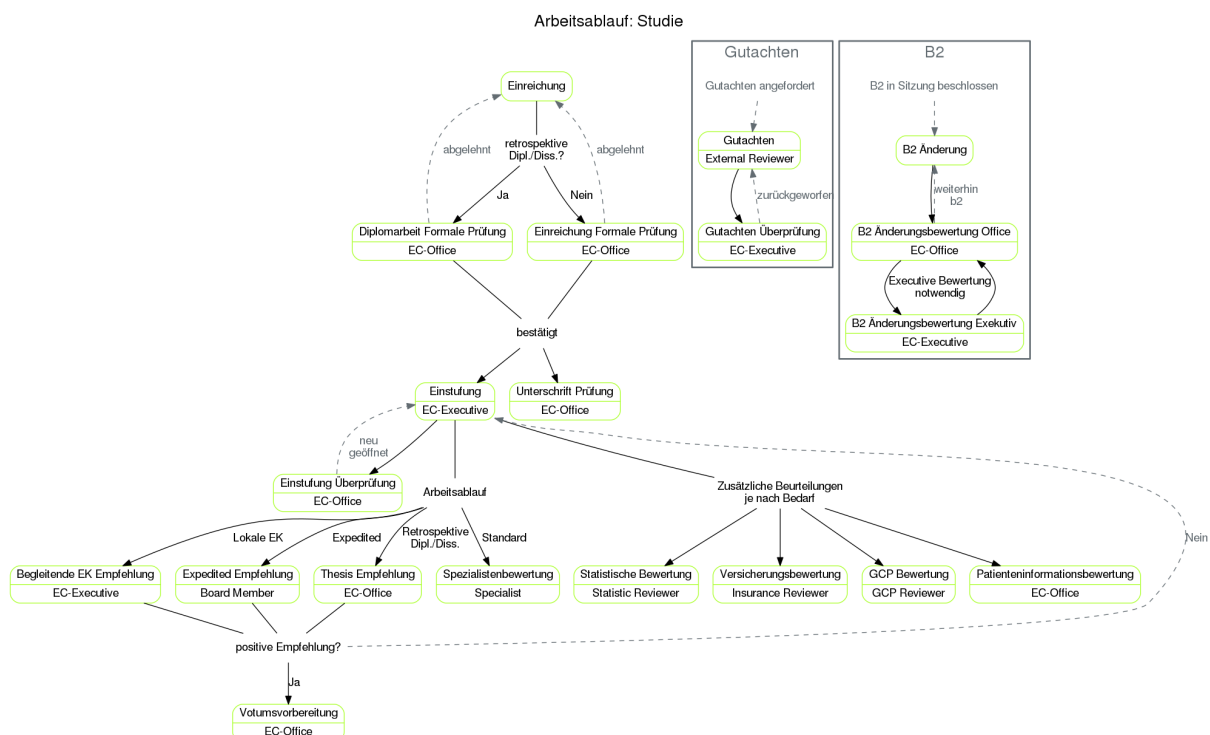 Arbeitsablauf: Studie
Einreichung
abgelehnt
retrospektive
Dipl./Diss.?
abgelehnt
Ja
Nein
Diplomarbeit Formale Prüfung
EC-Office
Einreichung Formale Prüfung
EC-Office
bestätigt
Einstufung
EC-Executive
Unterschrift Prüfung
EC-Office
neu
geöffnet
Einstufung Überprüfung
EC-Office
Arbeitsablauf
Zusätzliche Beurteilungen
je nach Bedarf
Lokale EK
Expedited
Retrospektive
Dipl./Diss.
Standard
Nein
Begleitende EK Empfehlung
EC-Executive
Expedited Empfehlung
Board Member
Thesis Empfehlung
EC-Office
Spezialistenbewertung
Specialist
Statistische Bewertung
Statistic Reviewer
Versicherungsbewertung
Insurance Reviewer
GCP Bewertung
GCP Reviewer
Patienteninformationsbewertung
EC-Office
positive Empfehlung?
Ja
Votumsvorbereitung
EC-Office
Gutachten
Gutachten angefordert
Gutachten
External Reviewer
zurückgeworfen
Gutachten Überprüfung
EC-Executive
B2
B2 in Sitzung beschlossen
B2 Änderung
weiterhin
b2
B2 Änderungsbewertung Office
EC-Office
Executive Bewertung
notwendig
B2 Änderungsbewertung Exekutiv
EC-Executive